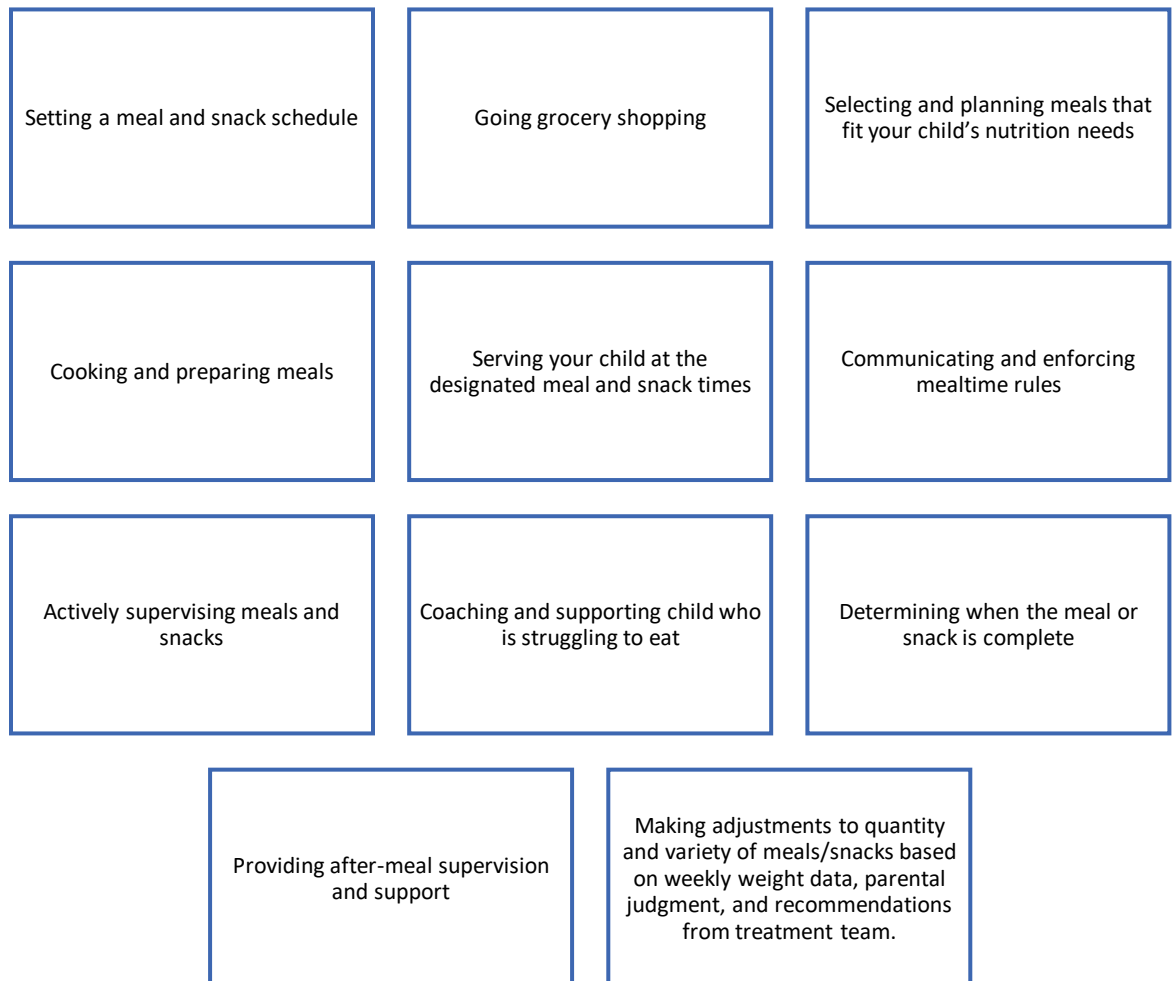 Setting a meal and snack schedule
Going grocery shopping
Selecting and planning meals that
fit your child’s nutrition needs
Cooking and preparing meals
Serving your child at the
designated meal and snack times
Communicating and enforcing
mealtime rules
Actively supervising meals and
snacks
Coaching and supporting child who
is struggling to eat
Determining when the meal or
snack is complete
Providing after-meal supervision
and support
Making adjustments to quantity
and variety of meals/snacks based
on weekly weight data, parental
judgment, and recommendations
from treatment team.